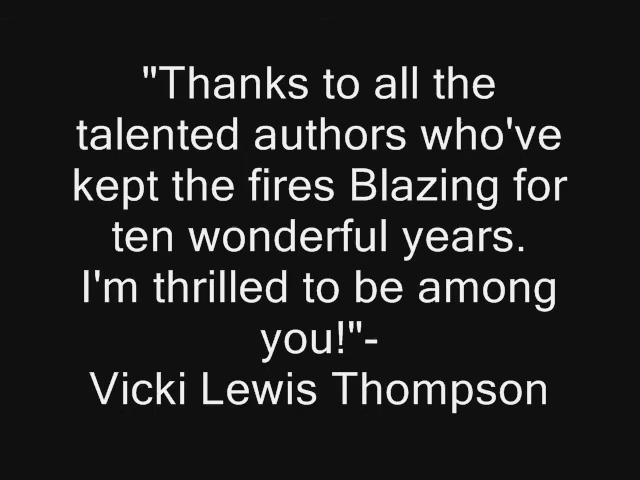 "Thanks to all the
talented authors who've
kept the fires Blazing for
ten wonderful years.
I'm thrilled to be among
you!"-
Vicki Lewis Thompson